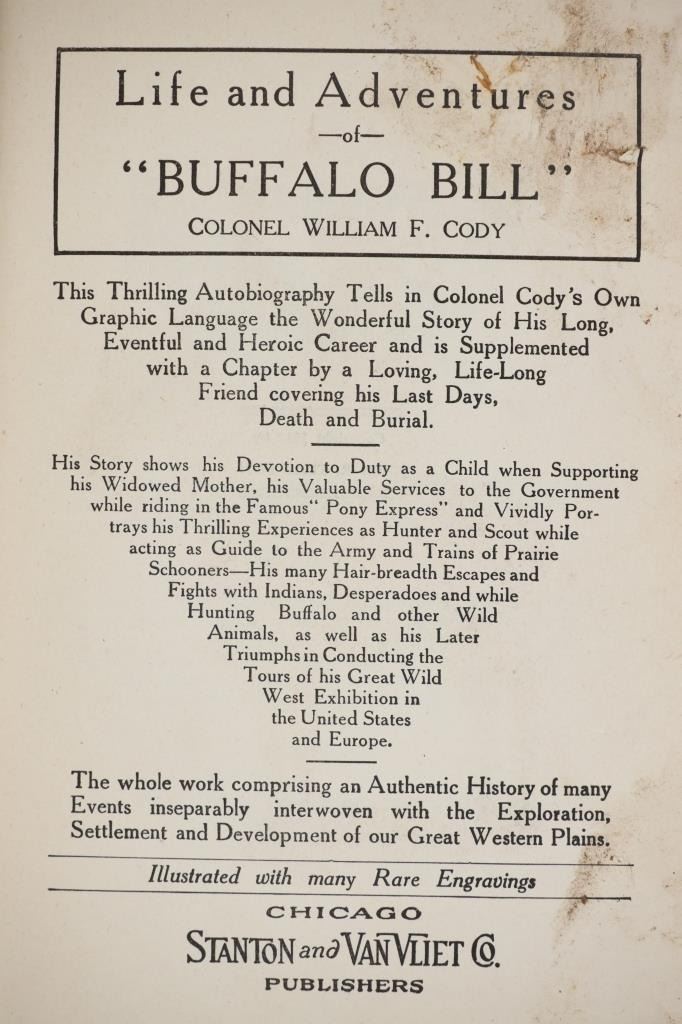 Life and Adventures
—of—
“BUFFALO BILL”
COLONEL WILLIAM F. CODY
This Thrilling Autobiography Tells in Colonel Cody's Own
Graphic Language the Wonderful Story of His Long,
Eventful and Heroic Career and is Supplemented
with a Chapter by a Loving, Life-Long
Friend covering his Last Days,
Death and Burial.
His Story shows his Devotion to Duty as a Child when Supporting
his Widowed Mother, his Valuable Services to the Government
while riding in the Famous“ Pony Express” and Vividly Por-
trays his Thrilling Experiences as Hunter and Scout while
acting as Guide to the Army and Trains of Prairie
Schooners—His many Hair-breadth Escapes and
Fights with Indians, Desperadoes and while
Hunting Buffalo and other Wild
Animals, as well as his Later
Triumphs in Conducting the
Tours of his Great Wild
West Exhibition in
the United States
and Europe.
The whole work comprising an Authentic History of many
Events inseparably interwoven with the Exploration,
Settlement and Development of our Great Western Plains.
Illustrated with many Rare Engravings
CHICAGO
STANTON and VAN VLIET CO.
PUBLISHERS